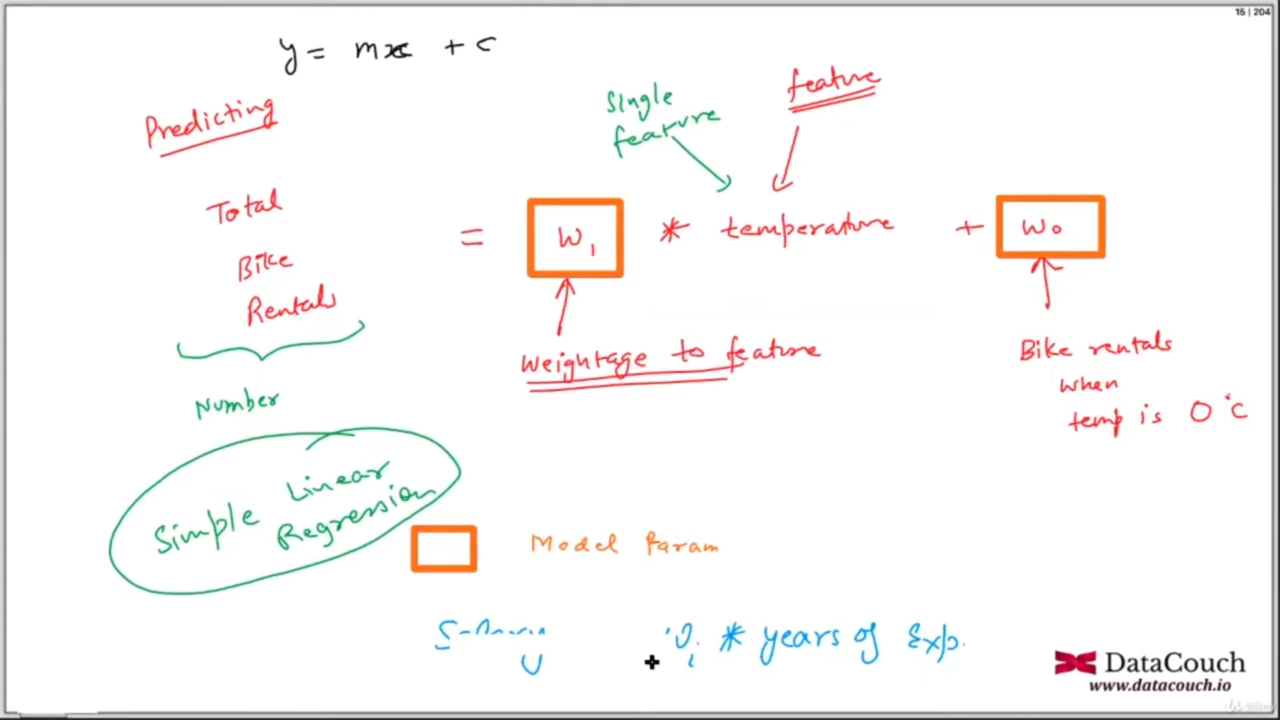 15 | 204
y = mx + c
Predicting
Single
feature
feature
Total
Bike
Rentals
= W1 * temperature + W0
Weightage to feature
Bike rentals
when
temp is 0°C
Number
Simple Linear
Regression
Model Param
* years of Exp.
DataCouch
www.datacouch.io